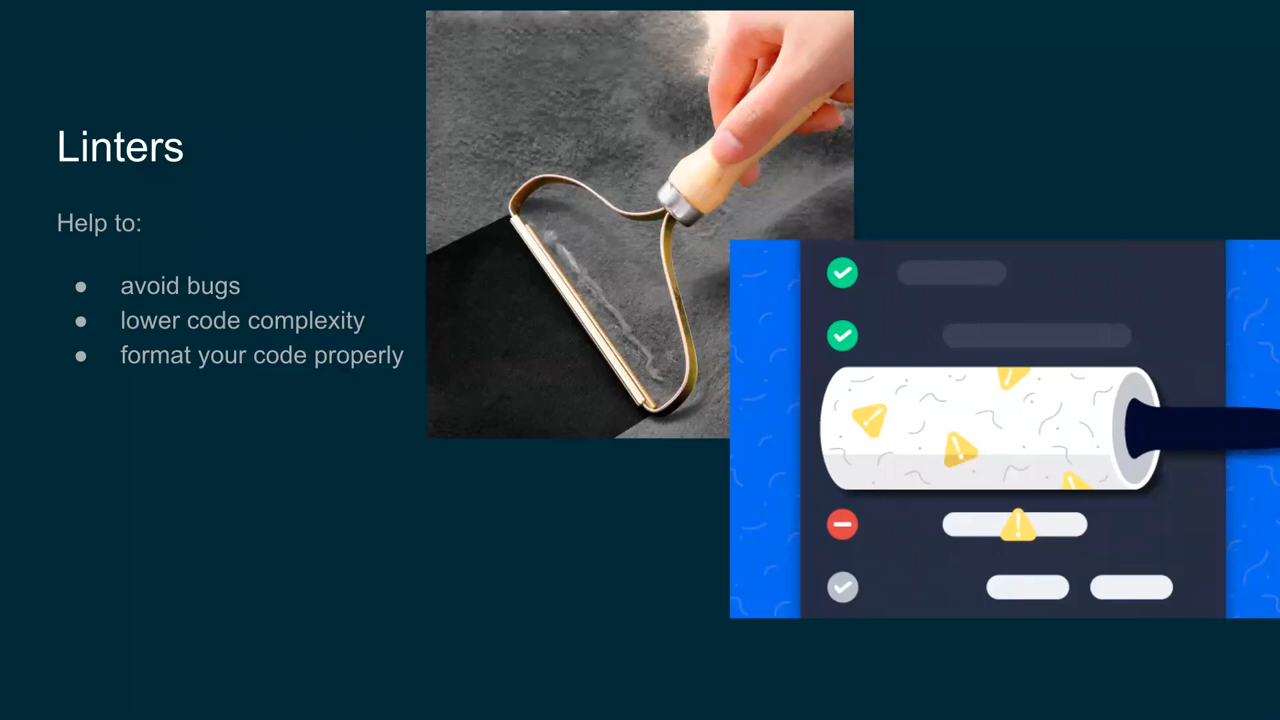 Linters
Help to:
● avoid bugs
● lower code complexity
● format your code properly